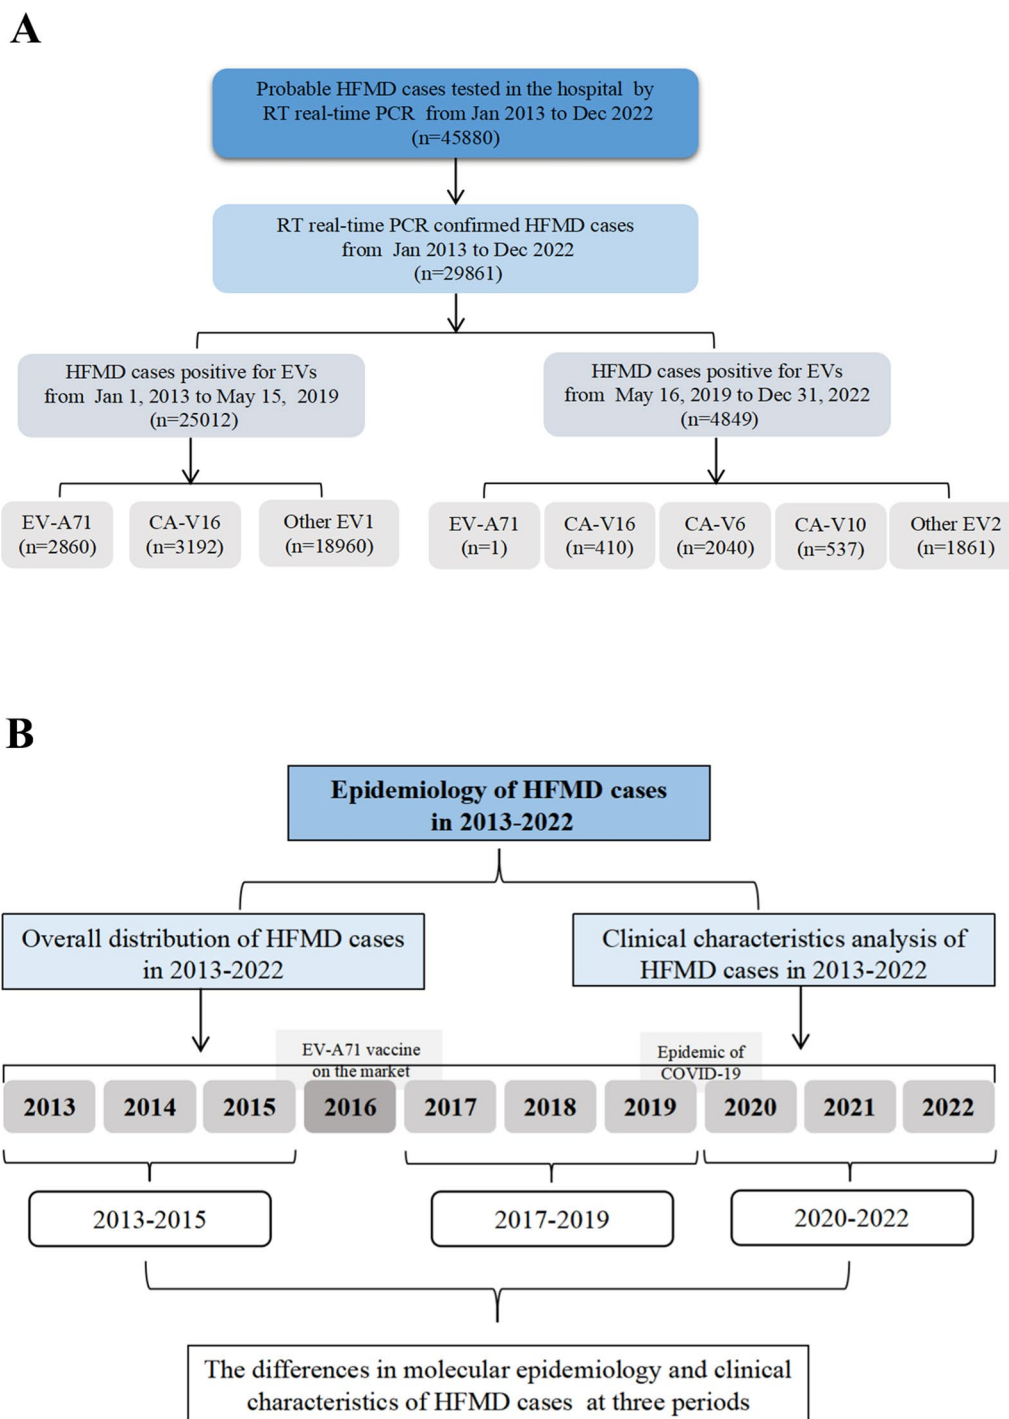 A
Probable HFMD cases tested in the hospital by
RT real-time PCR from Jan 2013 to Dec 2022
(n=45880)
RT real-time PCR confirmed HFMD cases
from Jan 2013 to Dec 2022
(n=29861)
HFMD cases positive for EVs
from Jan 1, 2013 to May 15, 2019
(n=25012)
HFMD cases positive for EVs
from May 16, 2019 to Dec 31, 2022
(n=4849)
EV-A71
(n=2860)
CA-V16
(n=3192)
Other EV1
(n=18960)
EV-A71
(n=1)
CA-V16
(n=410)
CA-V6
(n=2040)
CA-V10
(n=537)
Other EV2
(n=1861)
B
Epidemiology of HFMD cases
in 2013-2022
Overall distribution of HFMD cases
in 2013-2022
Clinical characteristics analysis of
HFMD cases in 2013-2022
EV-A71 vaccine
on the market
Epidemic of
COVID-19
2013
2014
2015
2016
2017
2018
2019
2020
2021
2022
2013-2015
2017-2019
2020-2022
The differences in molecular epidemiology and clinical
characteristics of HFMD cases at three periods